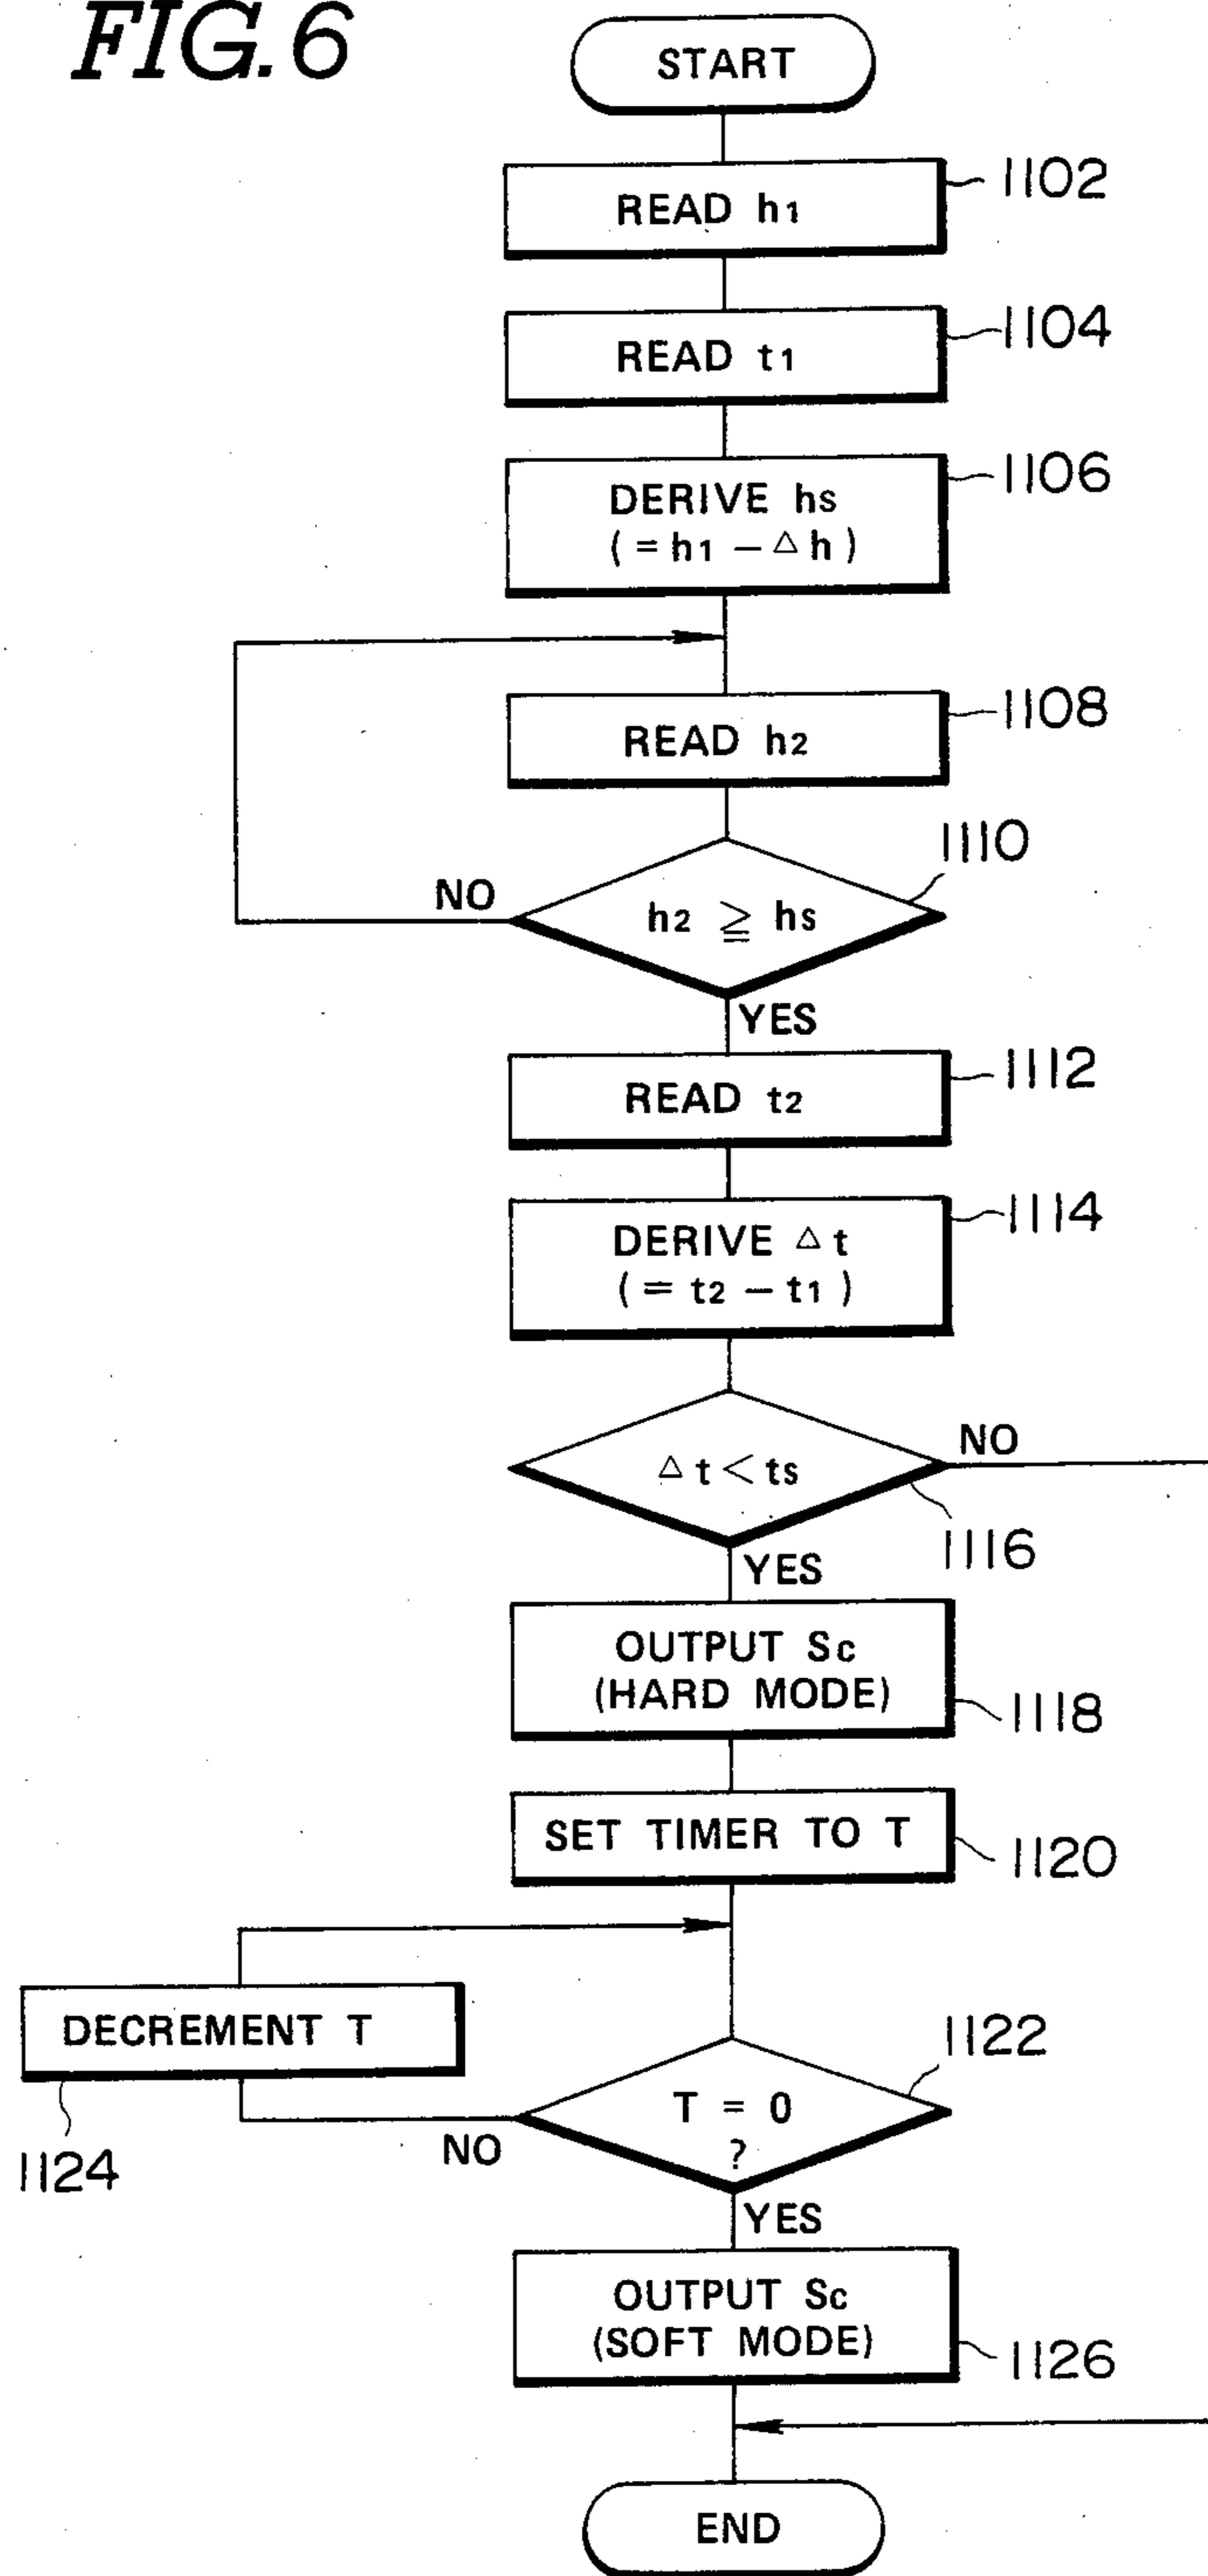 FIG. 6
START
READ h1
1102
READ t1
1104
DERIVE hs
(= h1 − △h)
1106
READ h2
1108
1110
NO
h2 ≧ hs
YES
READ t2
1112
DERIVE △t
(= t2 − t1)
1114
△t < ts
NO
1116
YES
OUTPUT Sc
(HARD MODE)
1118
SET TIMER TO T
1120
DECREMENT T
1124
1122
T = 0
?
NO
YES
OUTPUT Sc
(SOFT MODE)
1126
END